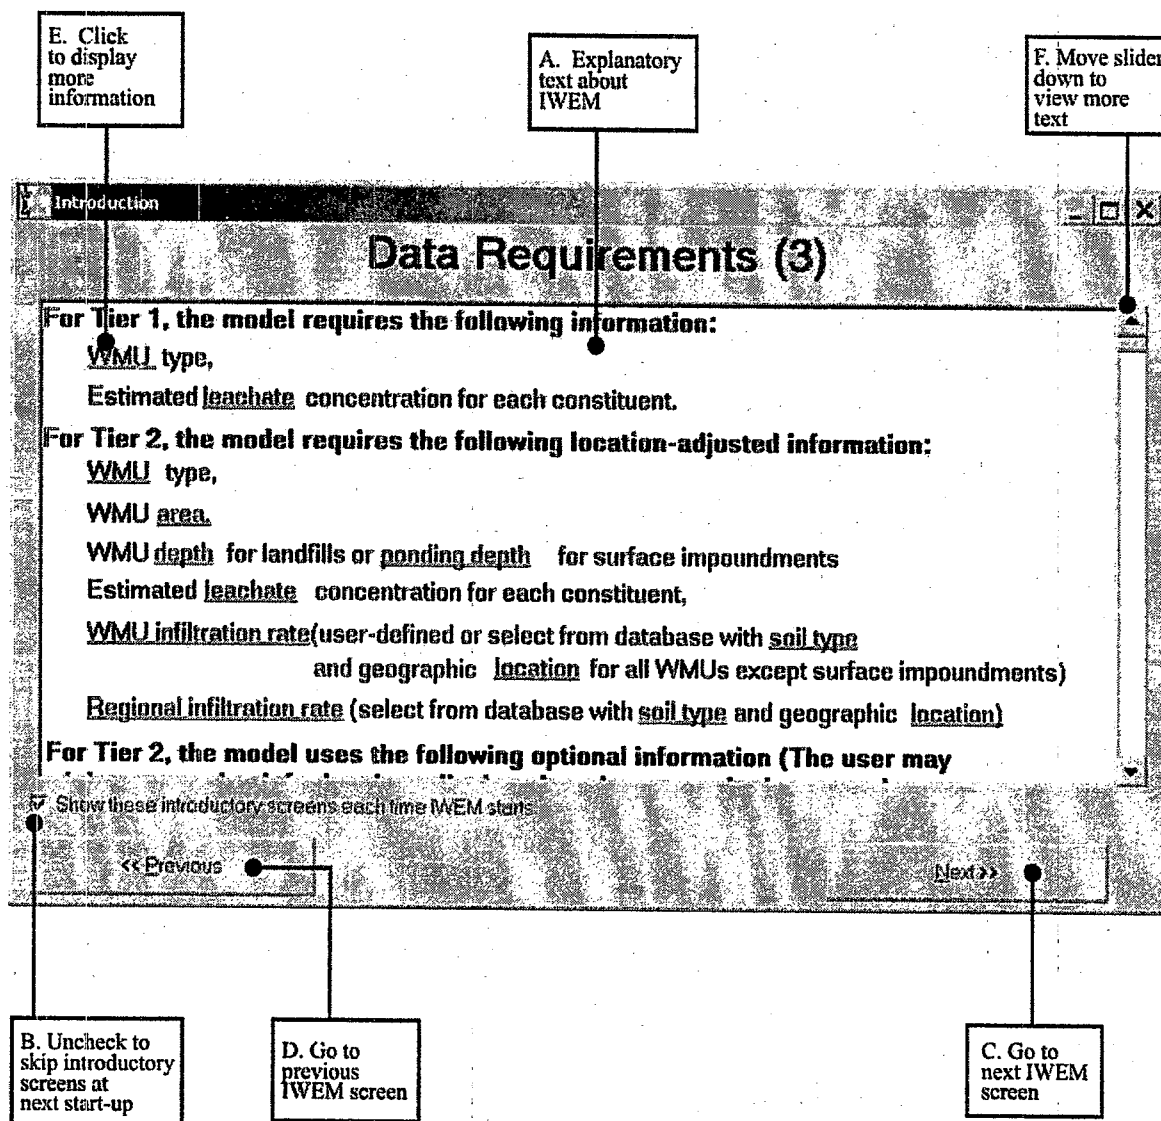 E. Click
to display
more
information
A. Explanatory
text about
IWEM
F. Move slider
down to
view more
text
Introduction
Data Requirements (3)
For Tier 1, the model requires the following information:
WMU type,
Estimated leachate concentration for each constituent.
For Tier 2, the model requires the following location-adjusted information:
WMU type,
WMU area.
WMU depth for landfills or ponding depth for surface impoundments
Estimated leachate concentration for each constituent,
WMU infiltration rate(user-defined or select from database with soil type
and geographic location for all WMUs except surface impoundments)
Regional infiltration rate (select from database with soil type and geographic location)
For Tier 2, the model uses the following optional information (The user may
Show these introductory screens each time IWEM starts
<< Previous
Next >>
B. Uncheck to
skip introductory
screens at
next start-up
D. Go to
previous
IWEM screen
C. Go to
next IWEM
screen